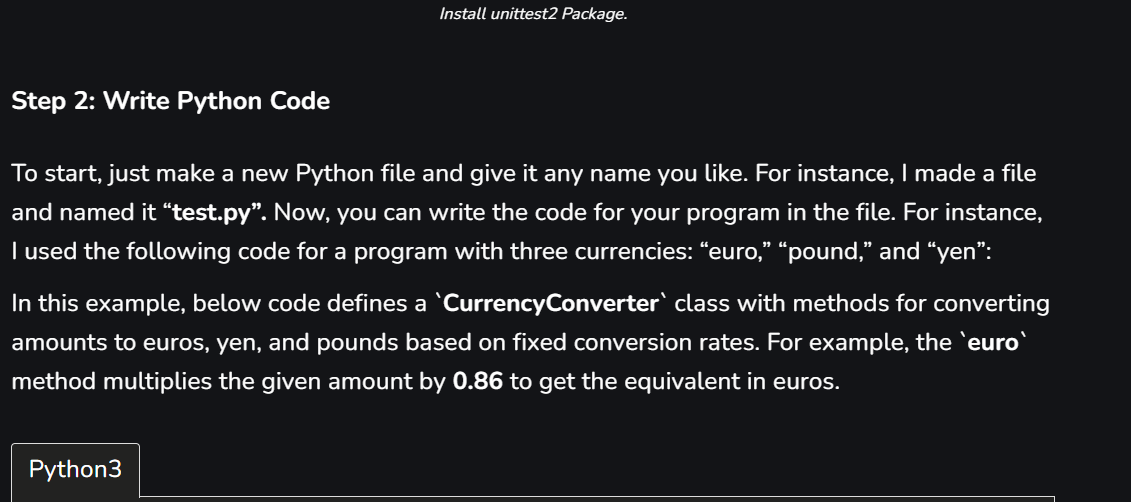 Install unittest2 Package.
Step 2: Write Python Code
To start, just make a new Python file and give it any name you like. For instance, I made a file
and named it “test.py”. Now, you can write the code for your program in the file. For instance,
I used the following code for a program with three currencies: “euro,” “pound,” and “yen”:
In this example, below code defines a `CurrencyConverter` class with methods for converting
amounts to euros, yen, and pounds based on fixed conversion rates. For example, the `euro`
method multiplies the given amount by 0.86 to get the equivalent in euros.
Python3